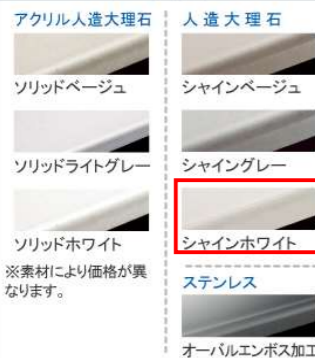 アクリル人造大理石
ソリッドベージュ
ソリッドライトグレー
ソリッドホワイト
※素材により価格が異
なります。
人造大理石
シャインベージュ
シャイングレー
シャインホワイト
ステンレス
オーバルエンボス加工